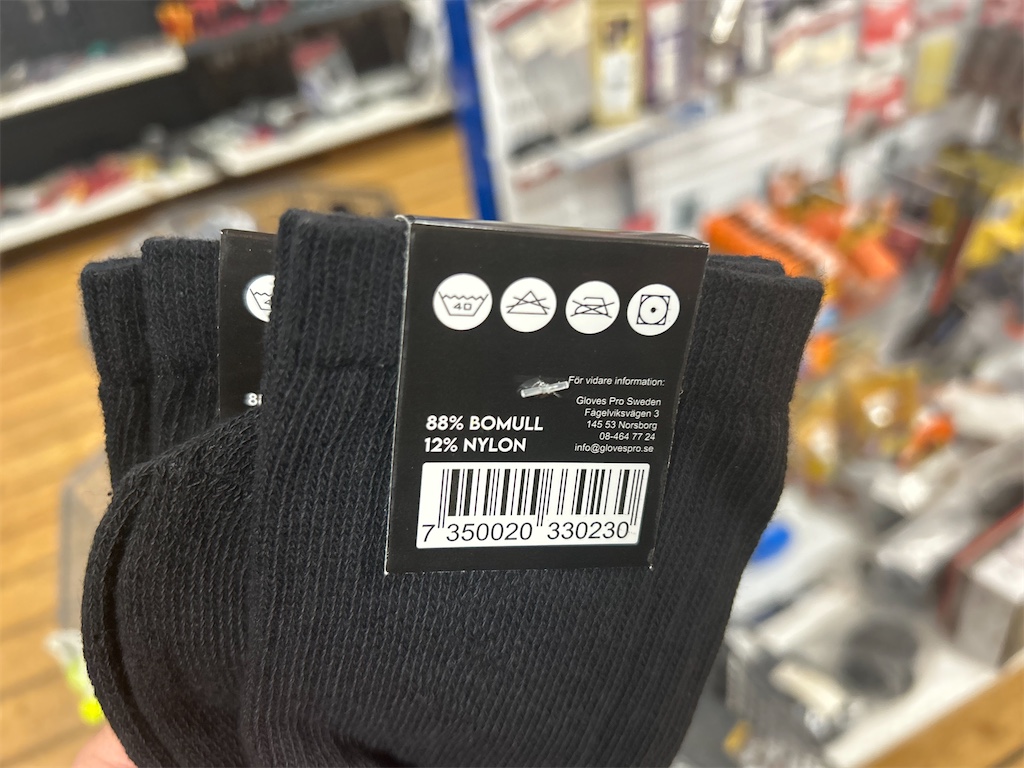 40
För vidare information:
Gloves Pro Sweden
Fågelviksvägen 3
145 53 Norsborg
08-464 77 24
info@glovespro.se
88% BOMULL
12% NYLON
7 350020 330230